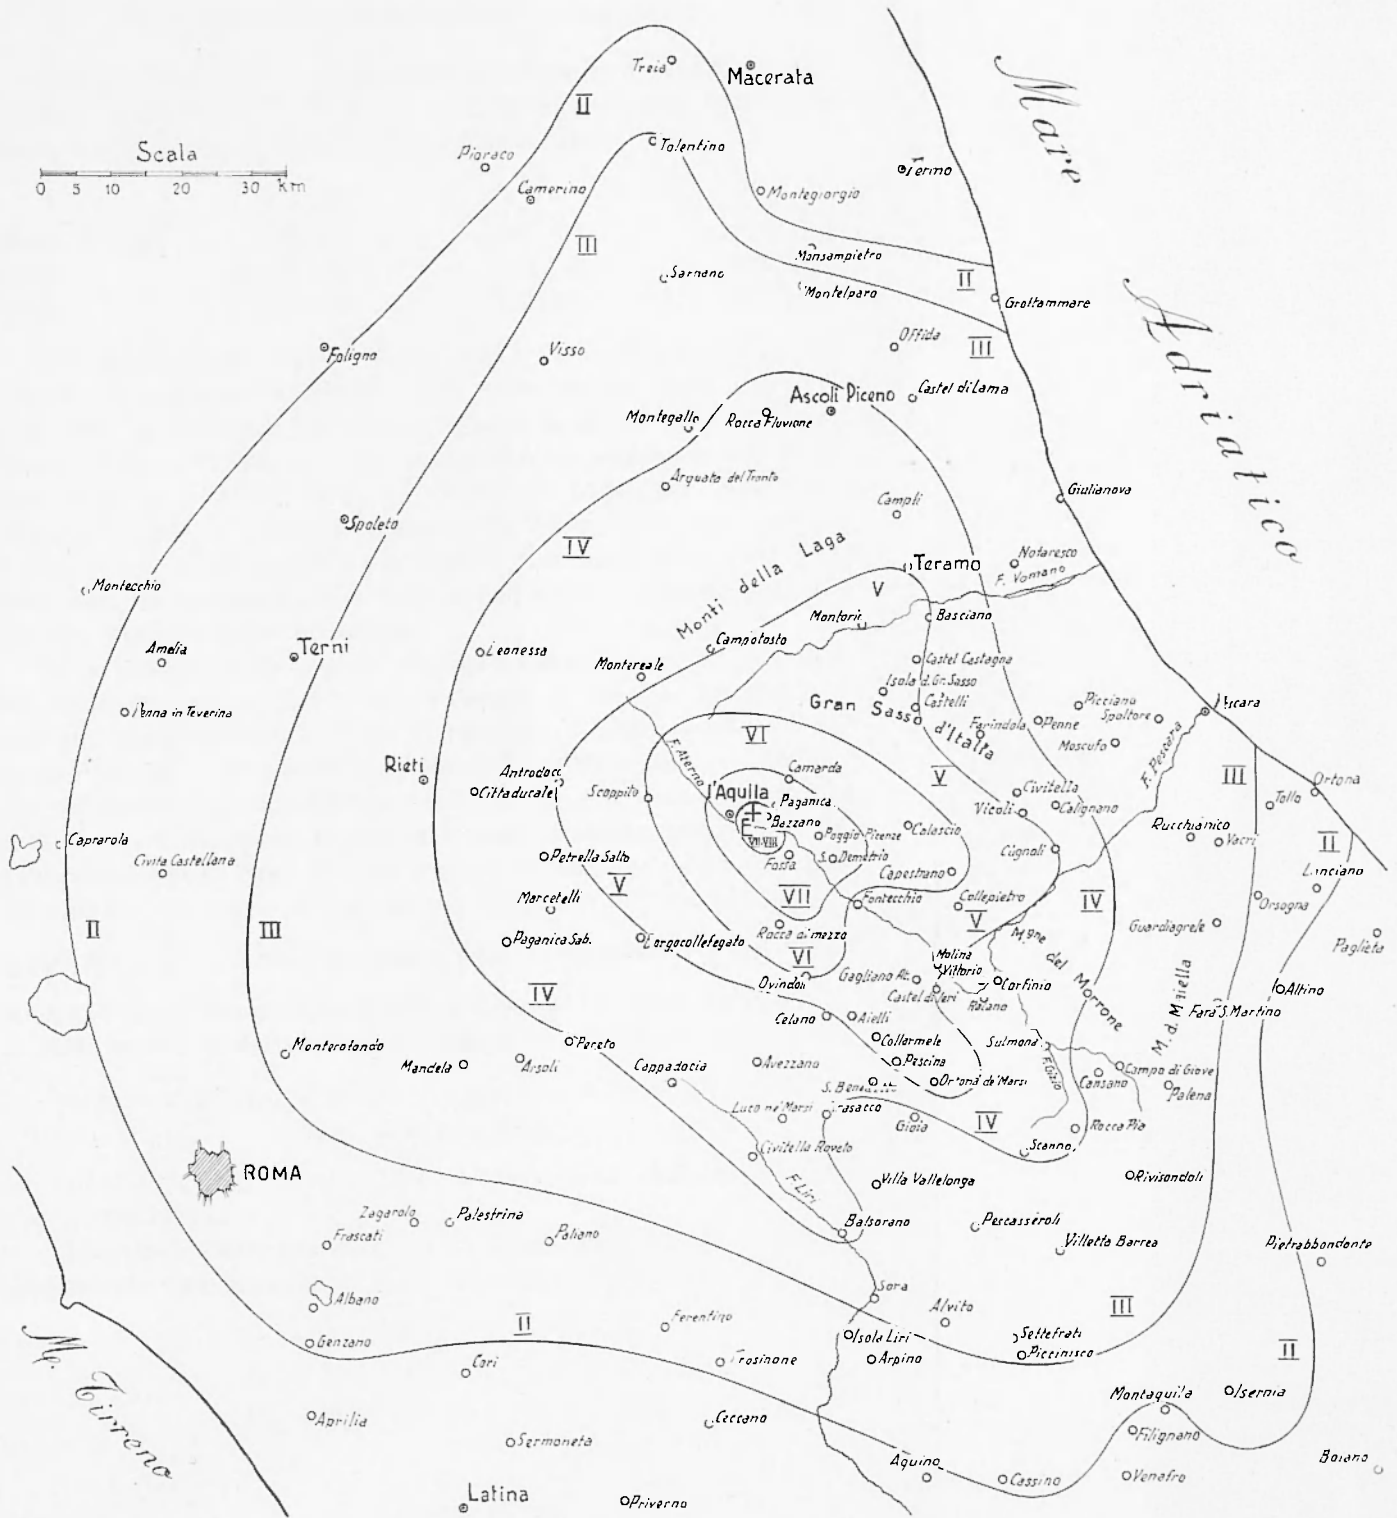 Treia
Macerata
Mare
Adriatico
II
Scala
0 5 10 20 30 Km
Tolentino
Pioraco
Camerino
Fermo
Montegiorgio
III
Monsampietro
Sarnano
Montelparo
II
Grottammare
Foligno
Visso
Offida
III
Ascoli Piceno
Castel di Lama
Montegallo
Rocca Fluvione
Arquata del Tronto
Campli
Giulianova
Spoleto
IV
Monti della Laga
Teramo
Notaresco
F. Vomano
Montecchio
V
Basciano
Campotosto
Amelia
Terni
Leonessa
Montereale
Castel Castagna
Isola d. Gr. Sasso
Castelli
Gran Sasso d'Italia
Farindola
Penne
Picciano
Spoltore
Moscufo
F. Pescara
Penna in Teverina
F. Aterno
VI
Rieti
Antrodoco
Cittaducale
Scoppito
Camarda
V
Civitella
Vicoli
Catignano
III
Ortona
Tollo
l'Aquila
Paganica
Bazzano
E
VII-VIII
Poggio Picenze
Calascio
Rucchianico
Vacri
II
Caprarola
Civita Castellana
Petrella Salto
Fossa
S. Demetrio
Capestrano
Cugnoli
Lanciano
V
Marcetelli
VII
Fontecchio
Collepietro
IV
Orsogna
II
III
Paganica Sab.
Borgocollefegato
Rocca di mezzo
V
Guardiagrele
Paglieta
M.gne del Morrone
VI
Ovindoli
Gagliano At.
Molina
Vittorio
Castel di Ieri
Corfinio
Raiano
M. d. Maiella
Altino
Fara S. Martino
IV
Celano
Aielli
Collarmele
Sulmona
Monterotondo
Mandela
Arsoli
Pereto
Cappadocia
Avezzano
Pescina
S. Benedetto
Ortona de' Marsi
F. Gizio
Cansano
Campo di Giove
Palena
Luco ne' Marsi
Trasacco
Gioia
IV
Rocca Pia
ROMA
Civitella Roveto
Scanno
F. Liri
Villa Vallelonga
Rivisondoli
Zagarolo
Palestrina
Frascati
Paliano
Balsorano
Pescasseroli
Villetta Barrea
Pietrabbondante
Albano
Sora
Alvito
III
Genzano
II
Ferentino
Isola Liri
Settefrati
Picinisco
II
Cori
Frosinone
Arpino
Montaquila
Isernia
Aprilia
Ceccano
Filignano
Sermoneta
Aquino
Cassino
Venafro
Boiano
Latina
Priverno
M. Tirreno